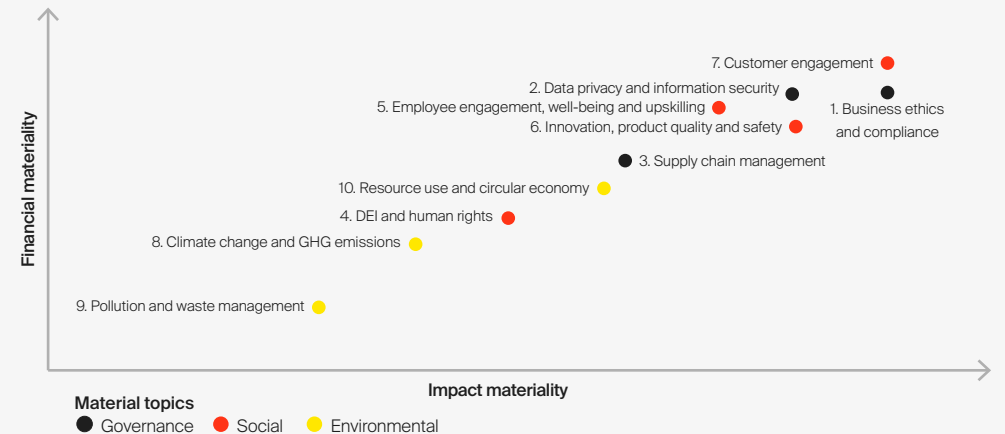 7. Customer engagement
2. Data privacy and information security
1. Business ethics
and compliance
5. Employee engagement, well-being and upskilling
6. Innovation, product quality and safety
3. Supply chain management
10. Resource use and circular economy
4. DEI and human rights
8. Climate change and GHG emissions
9. Pollution and waste management
Financial materiality
Impact materiality
Material topics
Governance
Social
Environmental